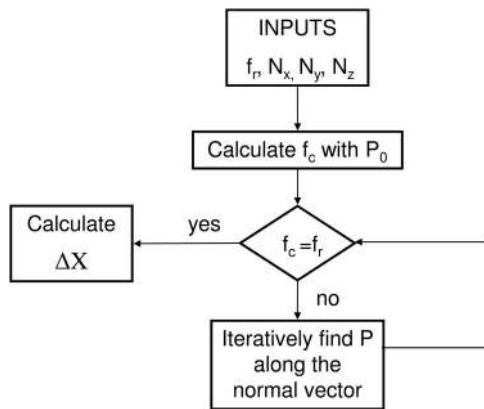 INPUTS
f_r, N_x, N_y, N_z
Calculate f_c with P_0
Calculate
ΔX
yes
f_c =f_r
no
Iteratively find P
along the
normal vector